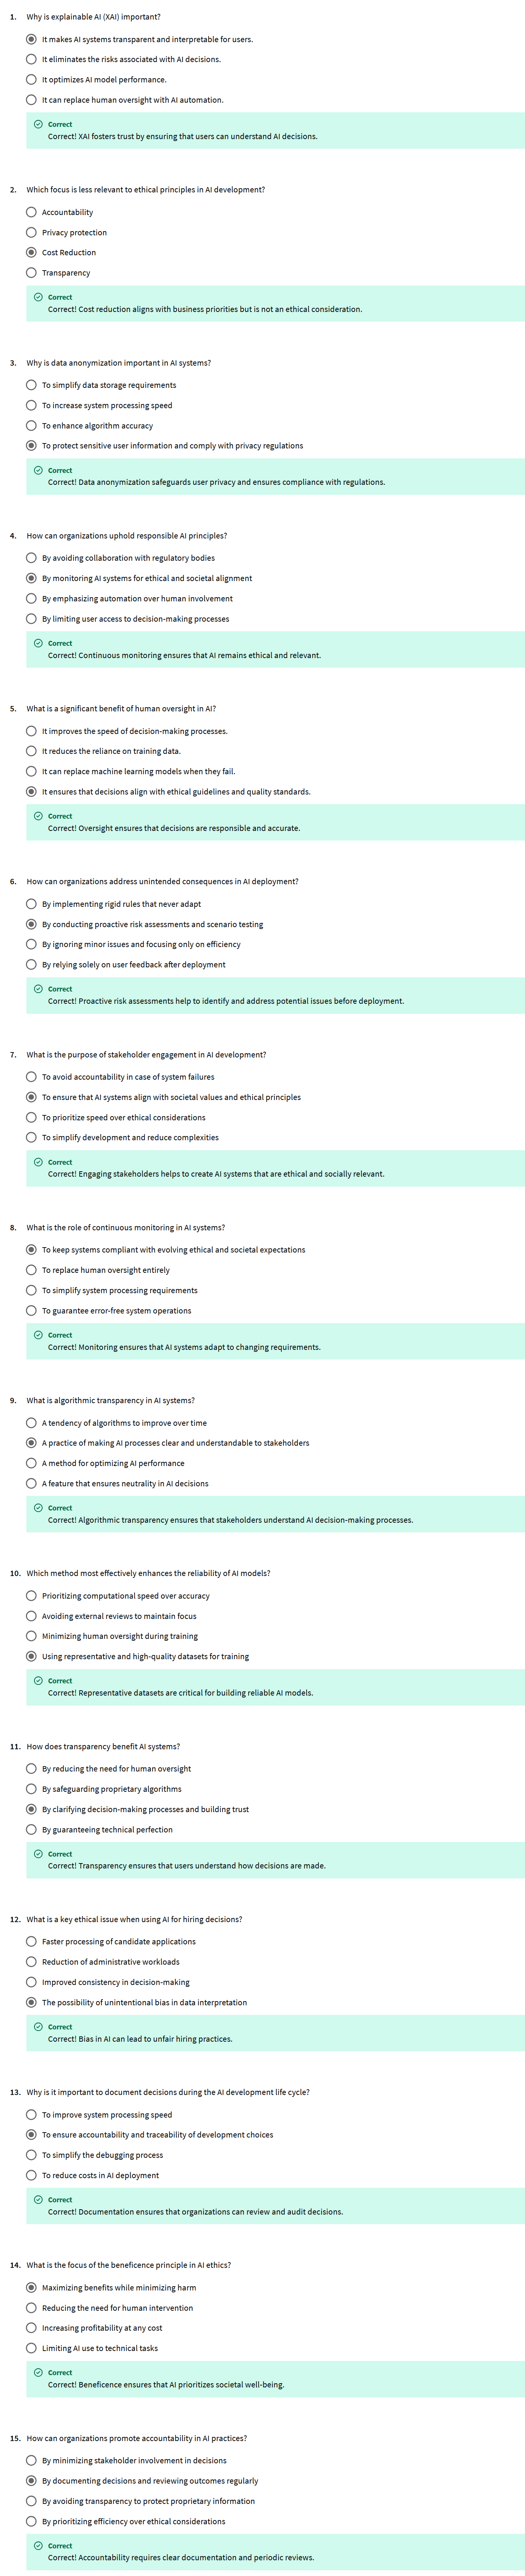 1. Why is explainable AI (XAI) important?
It makes AI systems transparent and interpretable for users.
It eliminates the risks associated with AI decisions.
It optimizes AI model performance.
It can replace human oversight with AI automation.
Correct
Correct! XAI fosters trust by ensuring that users can understand AI decisions.
2. Which focus is less relevant to ethical principles in AI development?
Accountability
Privacy protection
Cost Reduction
Transparency
Correct
Correct! Cost reduction aligns with business priorities but is not an ethical consideration.
3. Why is data anonymization important in AI systems?
To simplify data storage requirements
To increase system processing speed
To enhance algorithm accuracy
To protect sensitive user information and comply with privacy regulations
Correct
Correct! Data anonymization safeguards user privacy and ensures compliance with regulations.
4. How can organizations uphold responsible AI principles?
By avoiding collaboration with regulatory bodies
By monitoring AI systems for ethical and societal alignment
By emphasizing automation over human involvement
By limiting user access to decision-making processes
Correct
Correct! Continuous monitoring ensures that AI remains ethical and relevant.
5. What is a significant benefit of human oversight in AI?
It improves the speed of decision-making processes.
It reduces the reliance on training data.
It can replace machine learning models when they fail.
It ensures that decisions align with ethical guidelines and quality standards.
Correct
Correct! Oversight ensures that decisions are responsible and accurate.
6. How can organizations address unintended consequences in AI deployment?
By implementing rigid rules that never adapt
By conducting proactive risk assessments and scenario testing
By ignoring minor issues and focusing only on efficiency
By relying solely on user feedback after deployment
Correct
Correct! Proactive risk assessments help to identify and address potential issues before deployment.
7. What is the purpose of stakeholder engagement in AI development?
To avoid accountability in case of system failures
To ensure that AI systems align with societal values and ethical principles
To prioritize speed over ethical considerations
To simplify development and reduce complexities
Correct
Correct! Engaging stakeholders helps to create AI systems that are ethical and socially relevant.
8. What is the role of continuous monitoring in AI systems?
To keep systems compliant with evolving ethical and societal expectations
To replace human oversight entirely
To simplify system processing requirements
To guarantee error-free system operations
Correct
Correct! Monitoring ensures that AI systems adapt to changing requirements.
9. What is algorithmic transparency in AI systems?
A tendency of algorithms to improve over time
A practice of making AI processes clear and understandable to stakeholders
A method for optimizing AI performance
A feature that ensures neutrality in AI decisions
Correct
Correct! Algorithmic transparency ensures that stakeholders understand AI decision-making processes.
10. Which method most effectively enhances the reliability of AI models?
Prioritizing computational speed over accuracy
Avoiding external reviews to maintain focus
Minimizing human oversight during training
Using representative and high-quality datasets for training
Correct
Correct! Representative datasets are critical for building reliable AI models.
11. How does transparency benefit AI systems?
By reducing the need for human oversight
By safeguarding proprietary algorithms
By clarifying decision-making processes and building trust
By guaranteeing technical perfection
Correct
Correct! Transparency ensures that users understand how decisions are made.
12. What is a key ethical issue when using AI for hiring decisions?
Faster processing of candidate applications
Reduction of administrative workloads
Improved consistency in decision-making
The possibility of unintentional bias in data interpretation
Correct
Correct! Bias in AI can lead to unfair hiring practices.
13. Why is it important to document decisions during the AI development life cycle?
To improve system processing speed
To ensure accountability and traceability of development choices
To simplify the debugging process
To reduce costs in AI deployment
Correct
Correct! Documentation ensures that organizations can review and audit decisions.
14. What is the focus of the beneficence principle in AI ethics?
Maximizing benefits while minimizing harm
Reducing the need for human intervention
Increasing profitability at any cost
Limiting AI use to technical tasks
Correct
Correct! Beneficence ensures that AI prioritizes societal well-being.
15. How can organizations promote accountability in AI practices?
By minimizing stakeholder involvement in decisions
By documenting decisions and reviewing outcomes regularly
By avoiding transparency to protect proprietary information
By prioritizing efficiency over ethical considerations
Correct
Correct! Accountability requires clear documentation and periodic reviews.